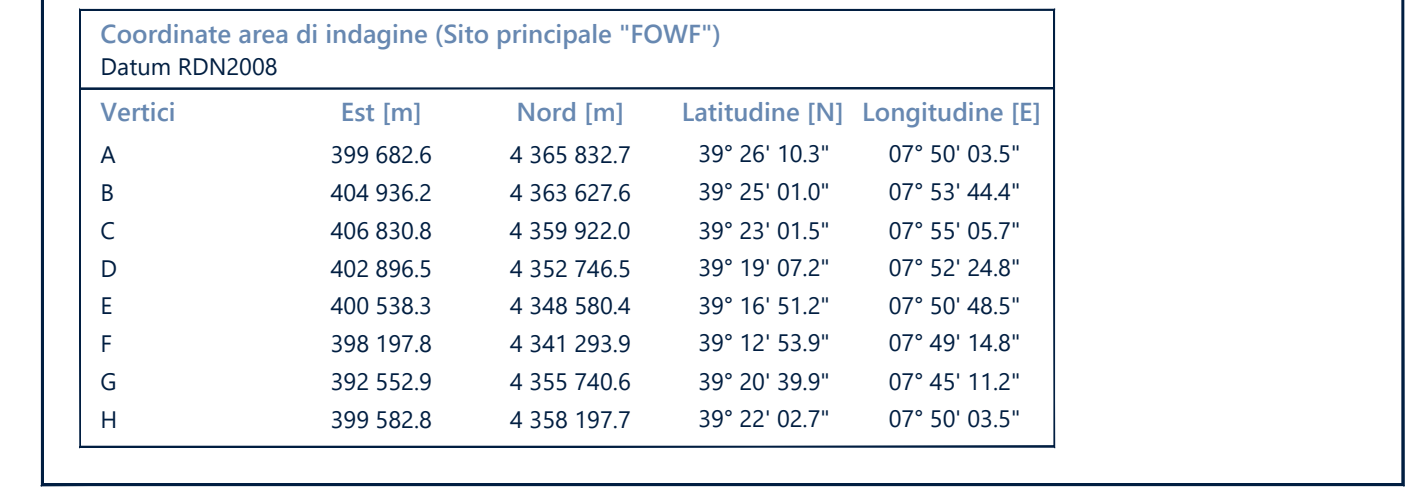 Coordinate area di indagine (Sito principale "FOWF")
Datum RDN2008
Vertici Est [m] Nord [m] Latitudine [N] Longitudine [E]
A 399 682.6 4 365 832.7 39° 26' 10.3" 07° 50' 03.5"
B 404 936.2 4 363 627.6 39° 25' 01.0" 07° 53' 44.4"
C 406 830.8 4 359 922.0 39° 23' 01.5" 07° 55' 05.7"
D 402 896.5 4 352 746.5 39° 19' 07.2" 07° 52' 24.8"
E 400 538.3 4 348 580.4 39° 16' 51.2" 07° 50' 48.5"
F 398 197.8 4 341 293.9 39° 12' 53.9" 07° 49' 14.8"
G 392 552.9 4 355 740.6 39° 20' 39.9" 07° 45' 11.2"
H 399 582.8 4 358 197.7 39° 22' 02.7" 07° 50' 03.5"